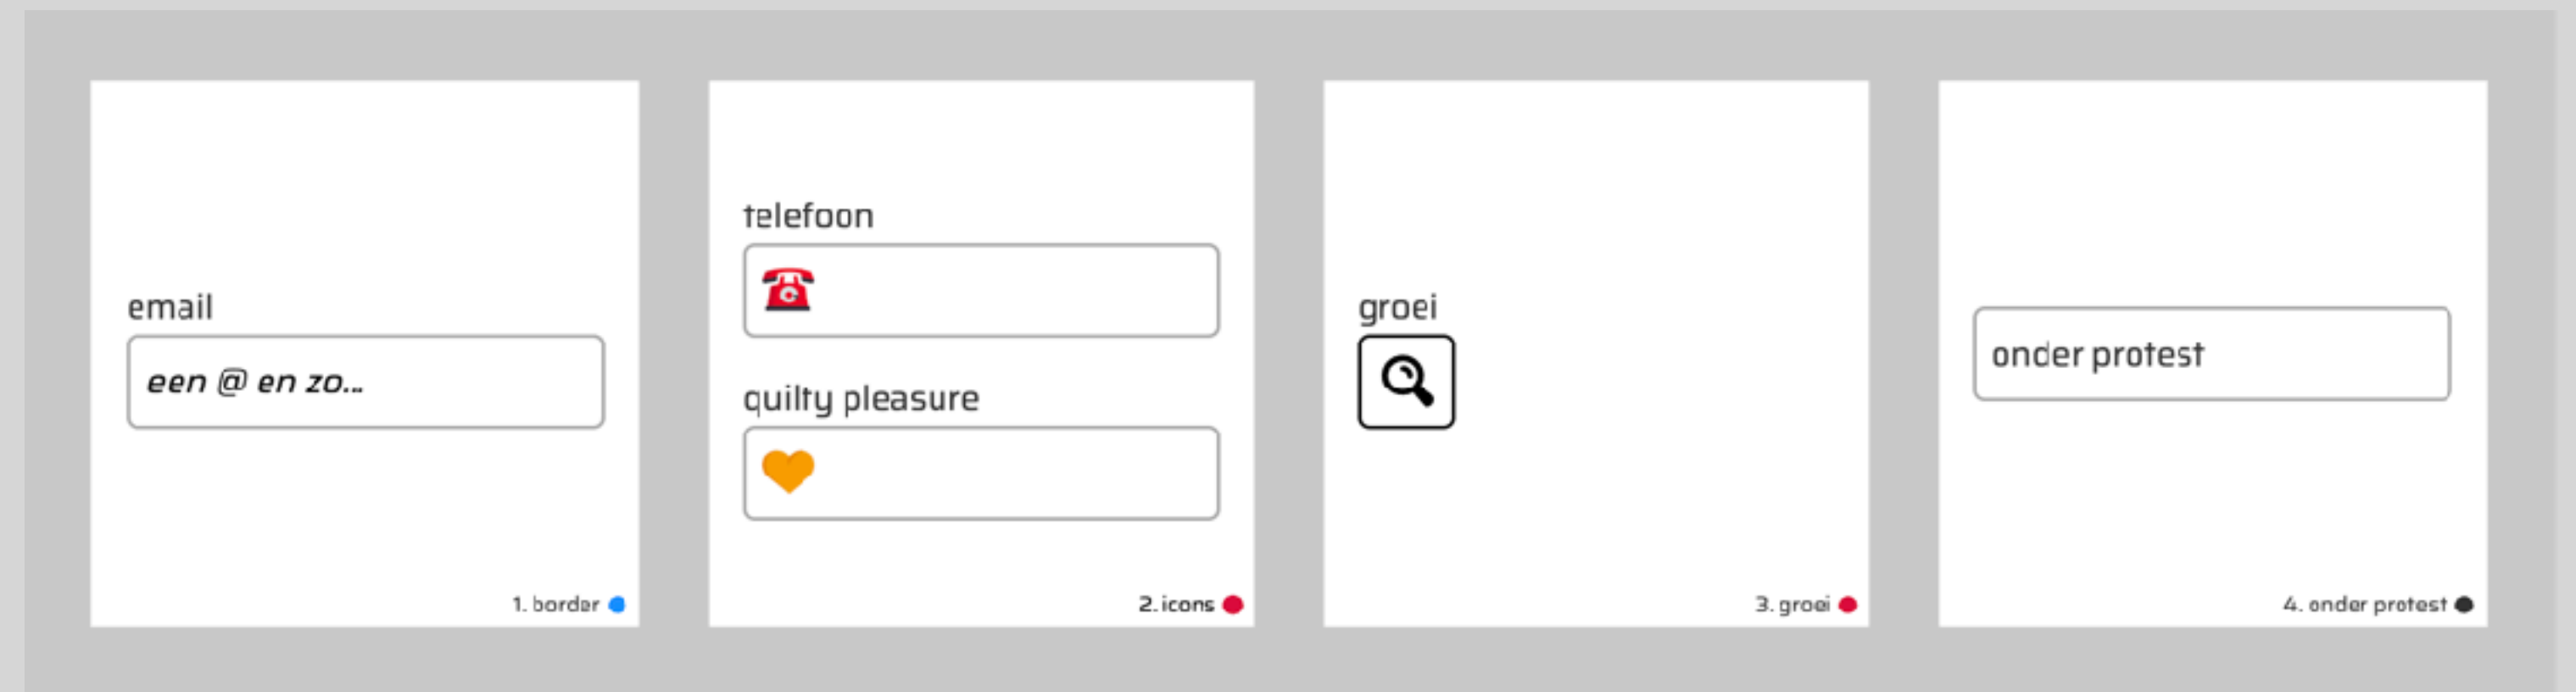 email
een @ en zo...
1. border
telefoon
quilty pleasure
2. icons
groei
3. groei
onder protest
4. onder protest